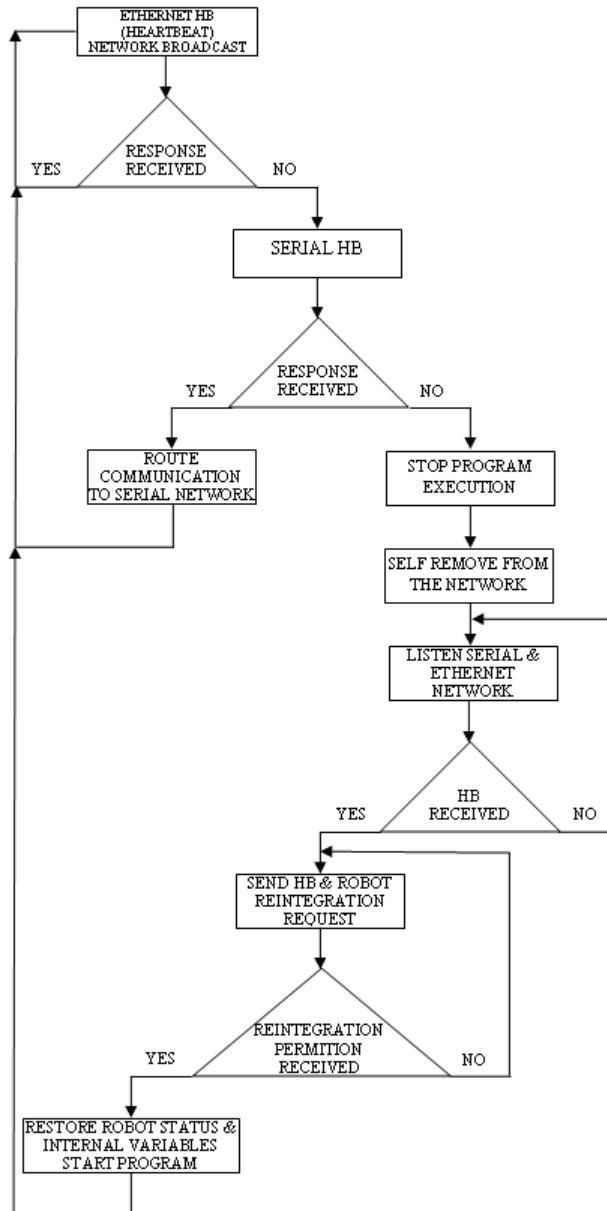 ETHERNET HB
(HEARTBEAT)
NETWORK BROADCAST
RESPONSE
RECEIVED
YES
NO
SERIAL HB
RESPONSE
RECEIVED
YES
NO
ROUTE
COMMUNICATION
TO SERIAL NETWORK
STOP PROGRAM
EXECUTION
SELF REMOVE FROM
THE NETWORK
LISTEN SERIAL &
ETHERNET
NETWORK
HB
RECEIVED
YES
NO
SEND HB & ROBOT
REINTEGRATION
REQUEST
REINTEGRATION
PERMITION
RECEIVED
YES
NO
RESTORE ROBOT STATUS &
INTERNAL VARIABLES
START PROGRAM